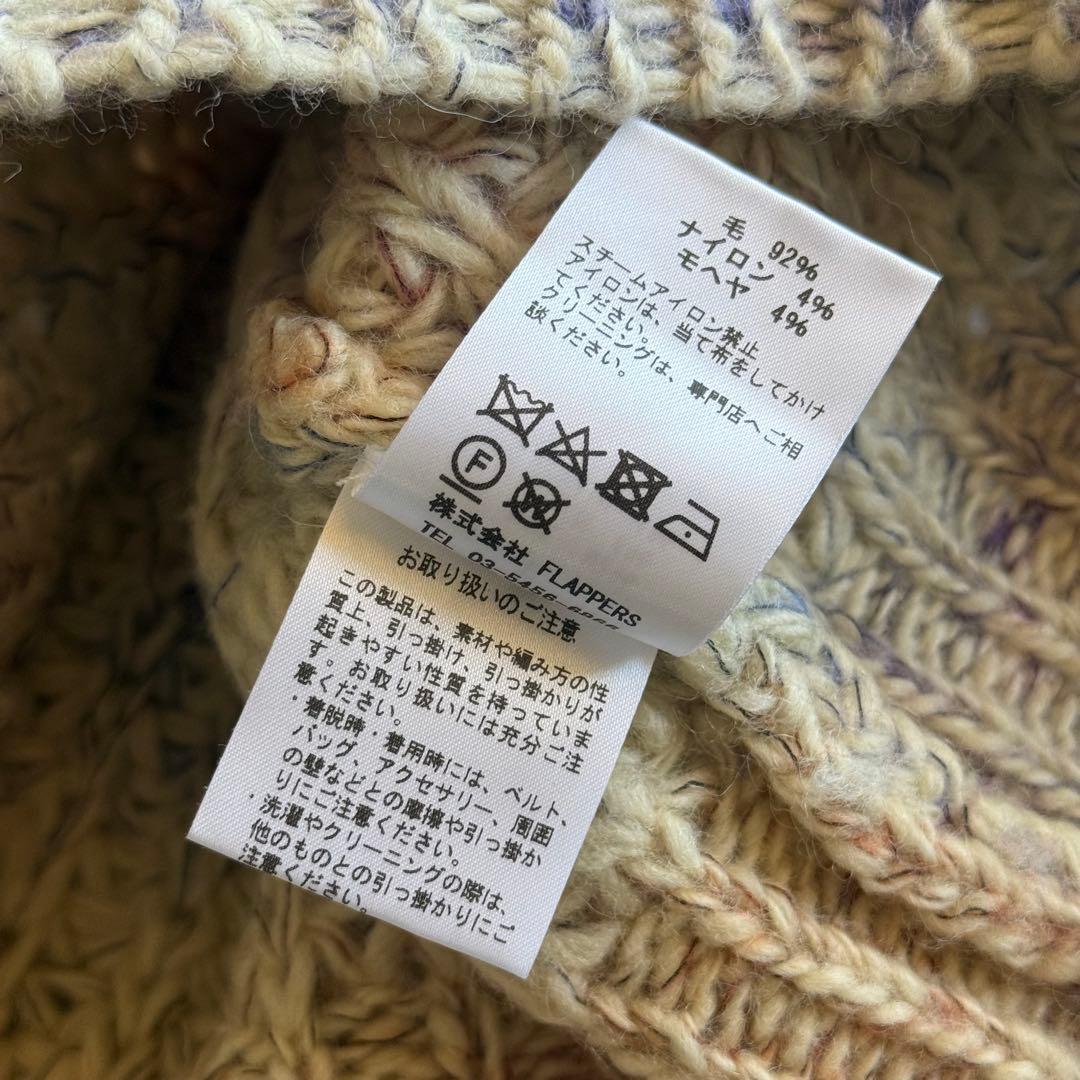 毛 92%
ナイロン 4%
モヘヤ 4%
スチームアイロン禁止
アイロンは、当て布をしてかけ
てください。
クリーニングは、専門店へご相
談ください。
F
W
株式会社 FLAPPERS
TEL 03-5456-6866
お取り扱いのご注意
この製品は、素材や編み方の性
質上、引っ掛け、引っ掛かりが
起きやすい性質を持っていま
す。お取り扱いには充分ご注
意ください。
・着脱時・着用時には、ベルト、
バッグ、アクセサリー、周囲
の壁などとの摩擦や引っ掛か
りにご注意ください。
・洗濯やクリーニングの際は、
他のものとの引っ掛かりにご
注意ください。